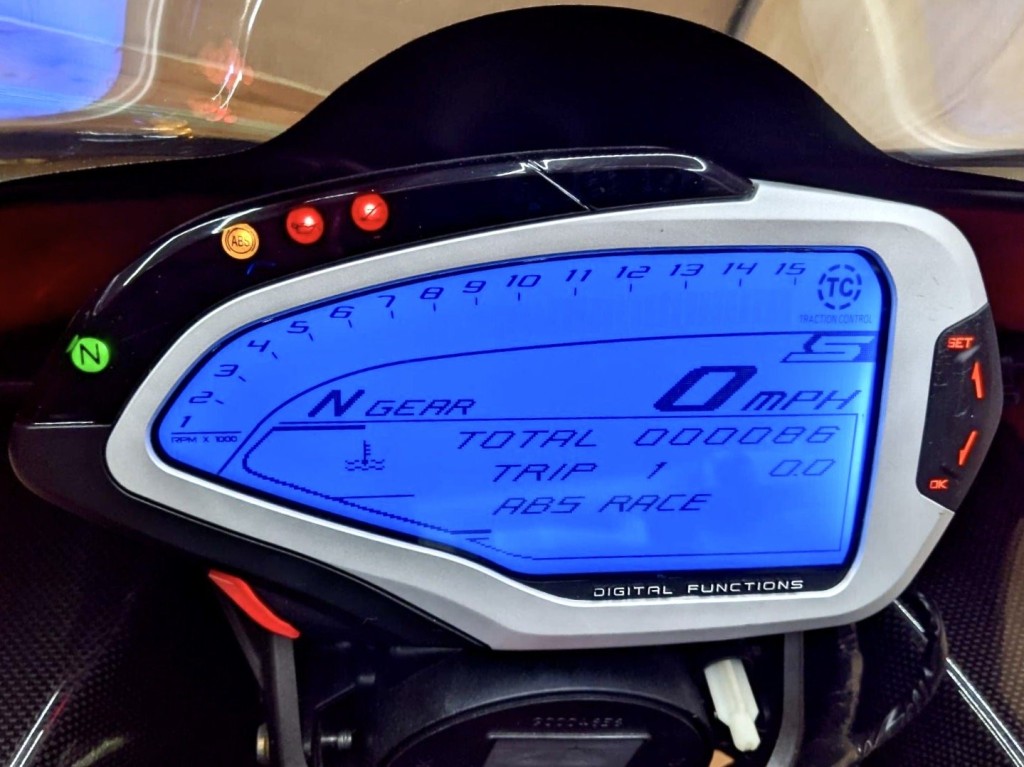 ABS
N
1 2 3 4 5 6 7 8 9 10 11 12 13 14 15
RPM X 1000
TC
TRACTION CONTROL
S
N GEAR 0 MPH
TOTAL 000086
TRIP 1 0.0
ABS RACE
SET
OK
DIGITAL FUNCTIONS